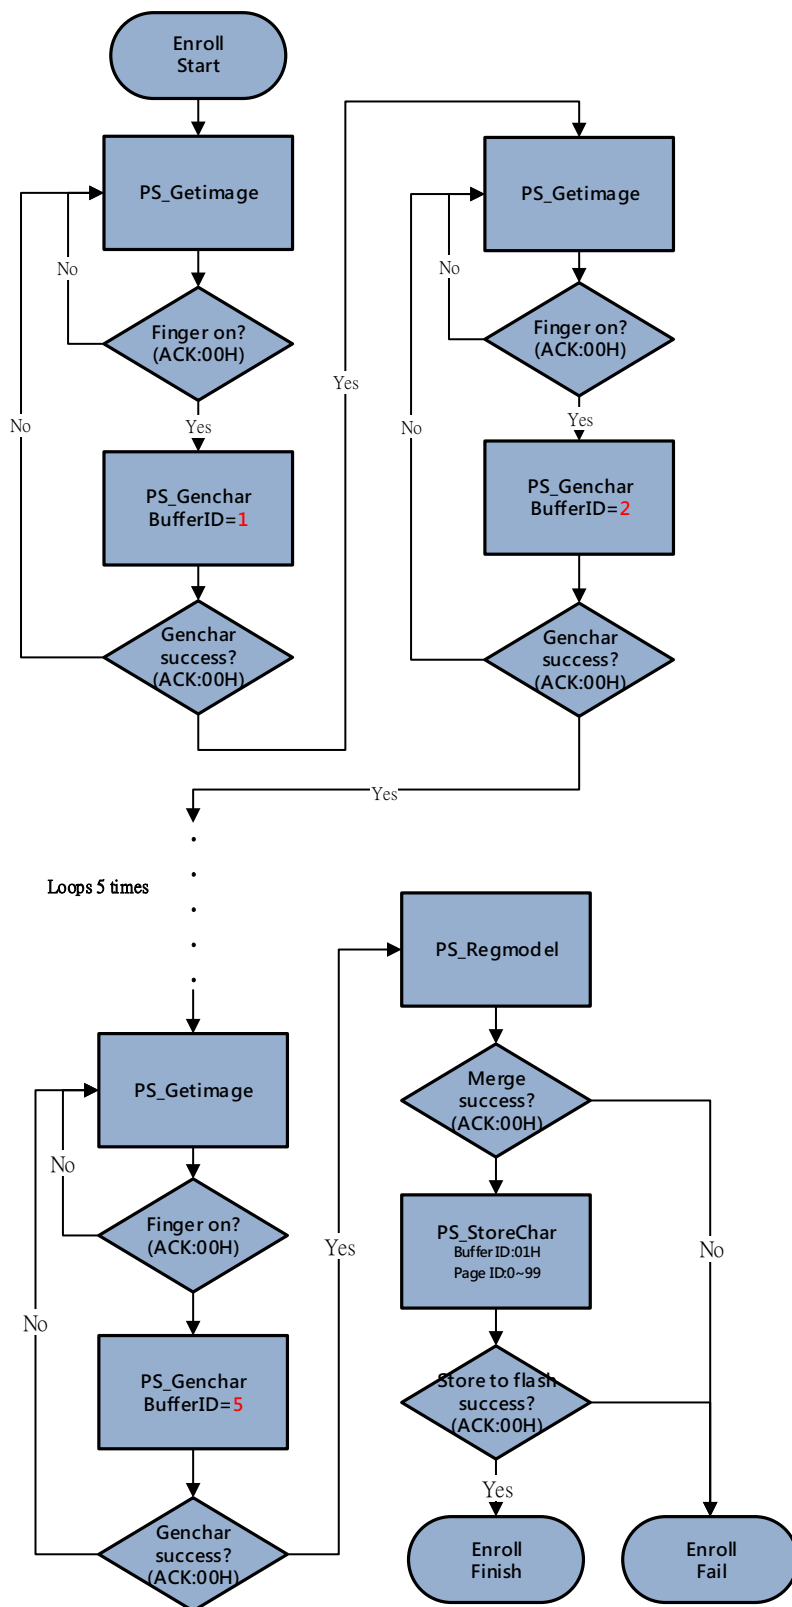 Enroll
Start
PS_Getimage
No
Finger on?
(ACK:00H)
Yes
No
PS_Genchar
BufferID=1
Genchar
success?
(ACK:00H)
Yes
PS_Getimage
No
Finger on?
(ACK:00H)
Yes
No
PS_Genchar
BufferID=2
Genchar
success?
(ACK:00H)
Yes
Loops 5 times
PS_Getimage
No
Finger on?
(ACK:00H)
No
PS_Genchar
BufferID=5
Genchar
success?
(ACK:00H)
Yes
PS_Regmodel
Merge
success?
(ACK:00H)
No
PS_StoreChar
Buffer ID:01H
Page ID:0~99
Store to flash
success?
(ACK:00H)
Yes
Enroll
Finish
Enroll
Fail